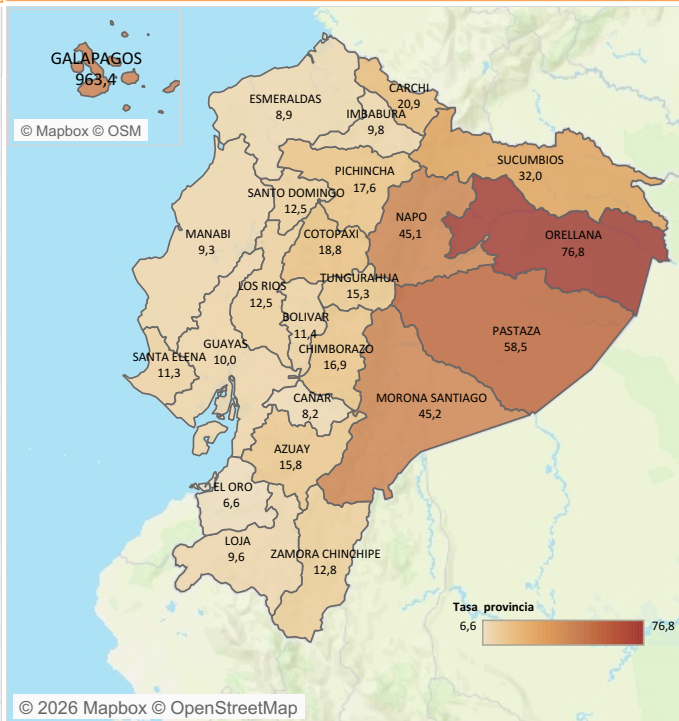 GALAPAGOS
963,4
© Mapbox © OSM
ESMERALDAS
8,9
CARCHI
20,9
IMBABURA
9,8
SUCUMBIOS
32,0
PICHINCHA
17,6
SANTO DOMINGO
12,5
NAPO
45,1
MANABI
9,3
COTOPAXI
18,8
ORELLANA
76,8
TUNGURAHUA
15,3
LOS RIOS
12,5
BOLIVAR
11,4
PASTAZA
58,5
GUAYAS
10,0
SANTA ELENA
11,3
CHIMBORAZO
16,9
CAÑAR
8,2
MORONA SANTIAGO
45,2
AZUAY
15,8
EL ORO
6,6
LOJA
9,6
ZAMORA CHINCHIPE
12,8
Tasa provincia
6,6 76,8
© 2026 Mapbox © OpenStreetMap